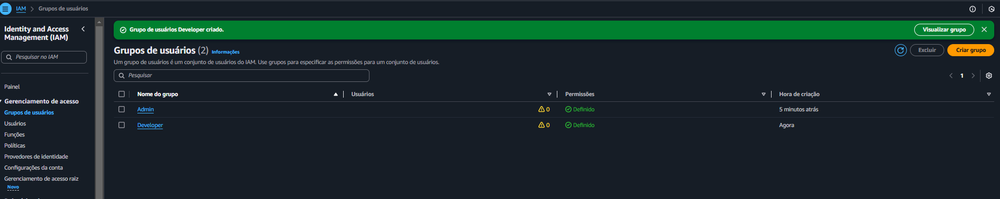 IAM > Grupos de usuários
Identity and Access
Management (IAM)
Pesquisar no IAM
Painel
Gerenciamento de acesso
Grupos de usuários
Usuários
Funções
Políticas
Provedores de identidade
Configurações da conta
Gerenciamento de acesso raiz
Novo
Grupo de usuários Developer criado.
Visualizar grupo
Grupos de usuários (2) Informações
Excluir
Criar grupo
Um grupo de usuários é um conjunto de usuários do IAM. Use grupos para especificar as permissões para um conjunto de usuários.
Pesquisar
1
Nome do grupo Usuários Permissões Hora de criação
Admin 0 Definido 5 minutos atrás
Developer 0 Definido Agora